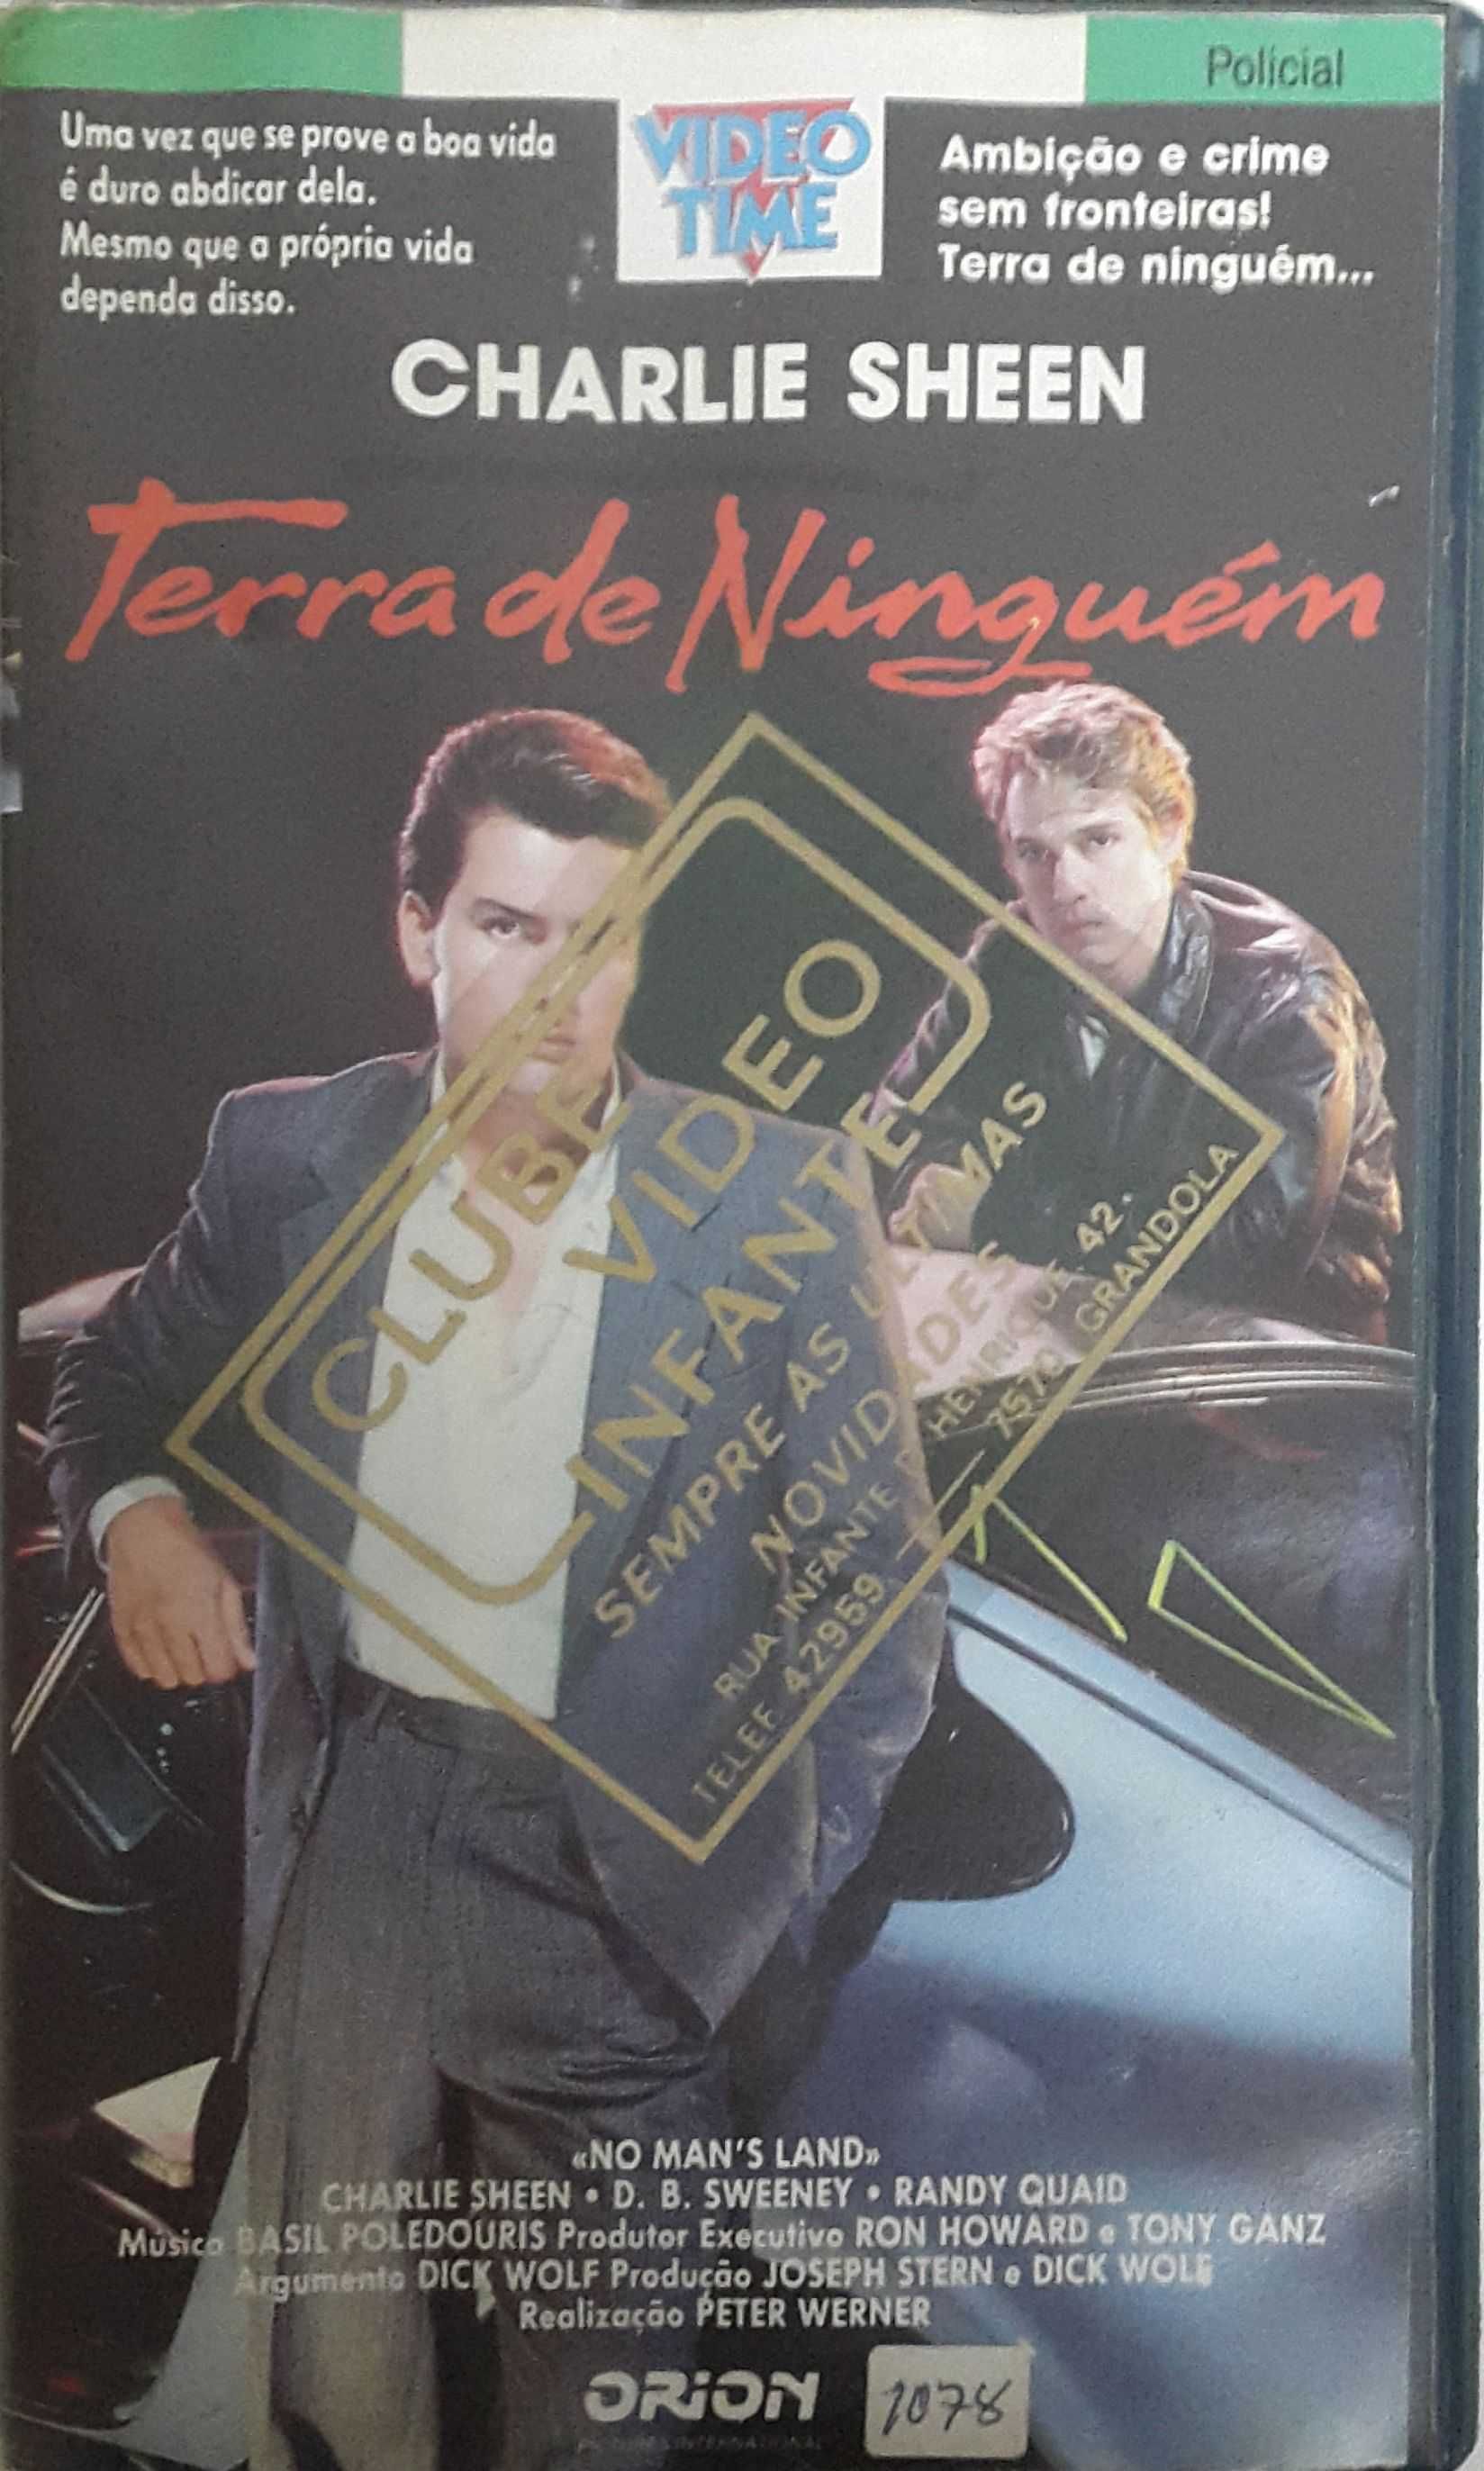 Policial
Uma vez que se prove a boa vida
é duro abdicar dela.
Mesmo que a própria vida
dependa disso.
VIDEO
TIME
Ambição e crime
sem fronteiras!
Terra de ninguém...
CHARLIE SHEEN
Terra de Ninguém
CLUBE
VIDEO
INFANTE
SEMPRE AS ULTIMAS
NOVIDADES
RUA INFANTE D. HENRIQUE, 42.
TELEF 42959 — 7570 GRANDOLA
«NO MAN'S LAND»
CHARLIE SHEEN • D. B. SWEENEY • RANDY QUAID
Música BASIL POLEDOURIS Produtor Executivo RON HOWARD e TONY GANZ
Argumento DICK WOLF Produção JOSEPH STERN e DICK WOLF
Realização PETER WERNER
ORION
PICTURES INTERNATIONAL
1078